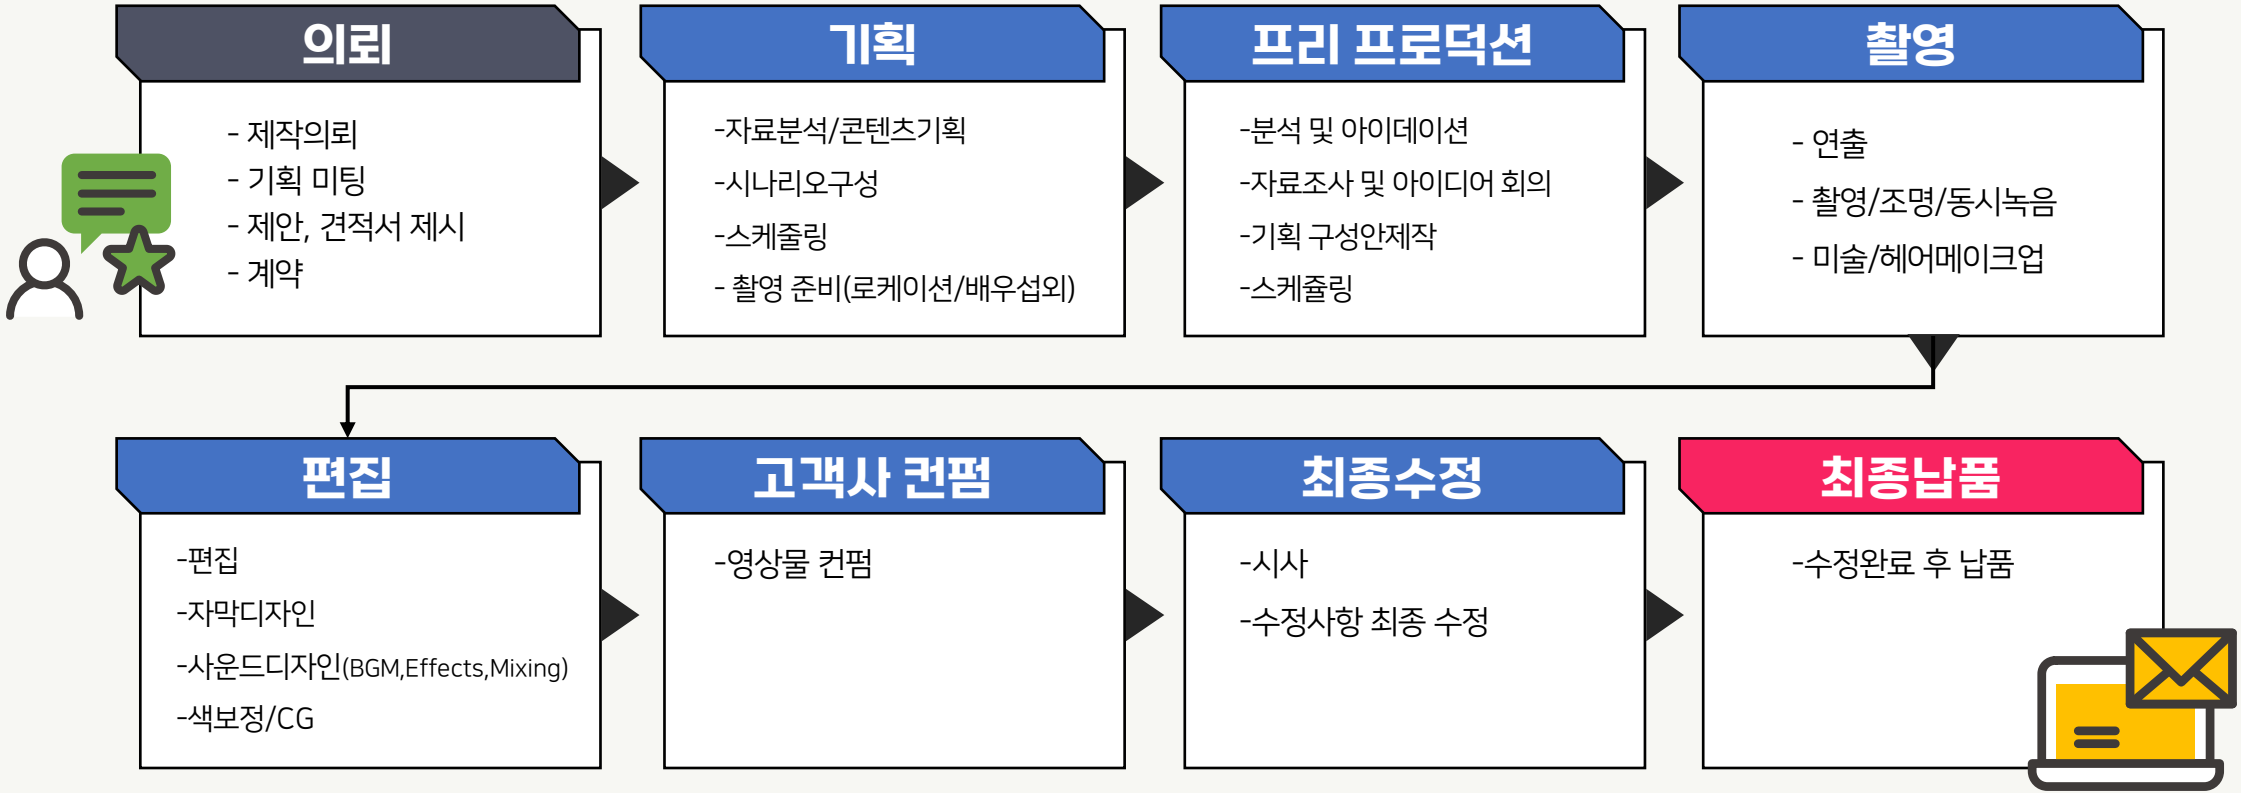 의뢰
- 제작의뢰
- 기획 미팅
- 제안, 견적서 제시
- 계약
기획
-자료분석/콘텐츠기획
-시나리오구성
-스케줄링
- 촬영 준비(로케이션/배우섭외)
프리 프로덕션
-분석 및 아이데이션
-자료조사 및 아이디어 회의
-기획 구성안제작
-스케쥴링
촬영
- 연출
- 촬영/조명/동시녹음
- 미술/헤어메이크업
편집
-편집
-자막디자인
-사운드디자인(BGM,Effects,Mixing)
-색보정/CG
고객사 컨펌
-영상물 컨펌
최종수정
-시사
-수정사항 최종 수정
최종납품
-수정완료 후 납품